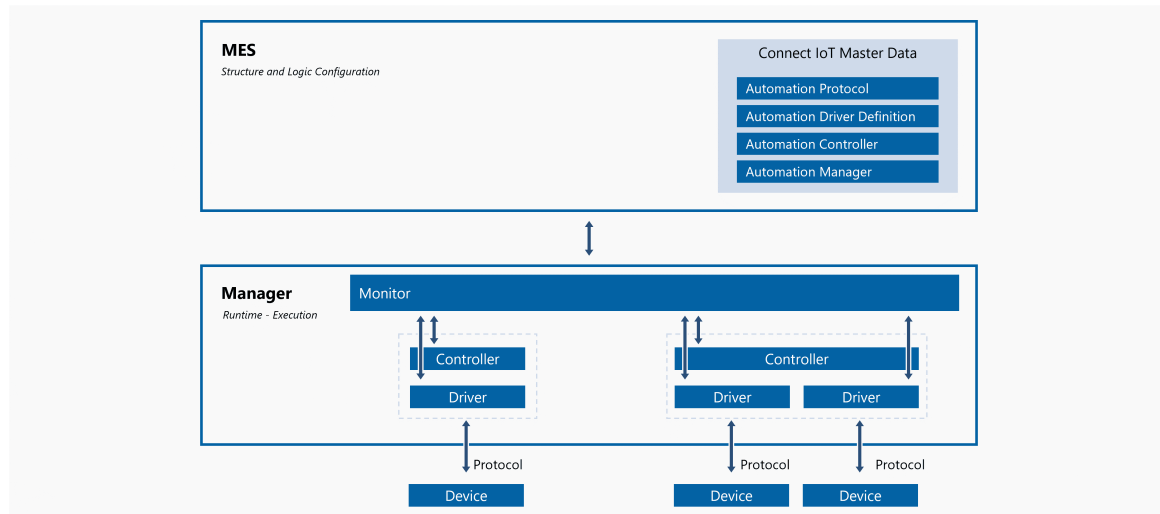 MES
Structure and Logic Configuration
Connect IoT Master Data
Automation Protocol
Automation Driver Definition
Automation Controller
Automation Manager
Manager
Runtime - Execution
Monitor
Controller
Controller
Driver
Driver
Driver
Protocol
Protocol
Protocol
Device
Device
Device